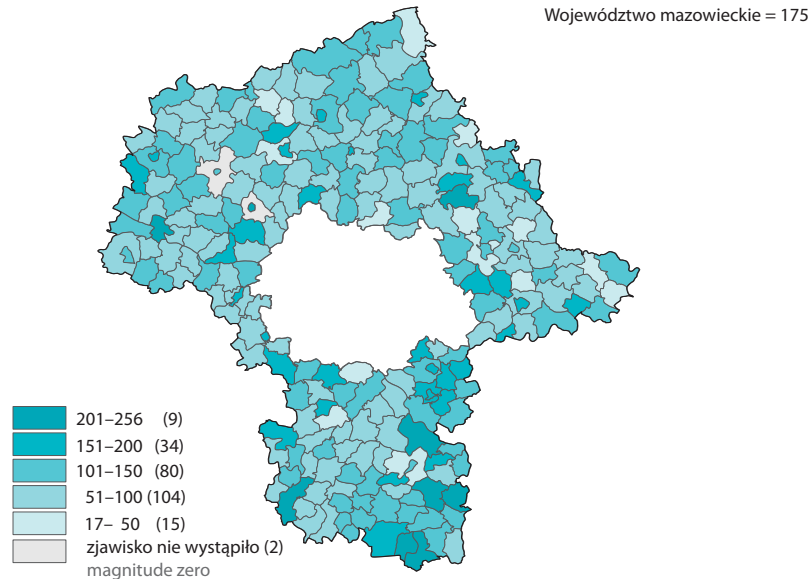 Województwo mazowieckie = 175
201–256 (9)
151–200 (34)
101–150 (80)
51–100 (104)
17– 50 (15)
zjawisko nie wystąpiło (2)
magnitude zero